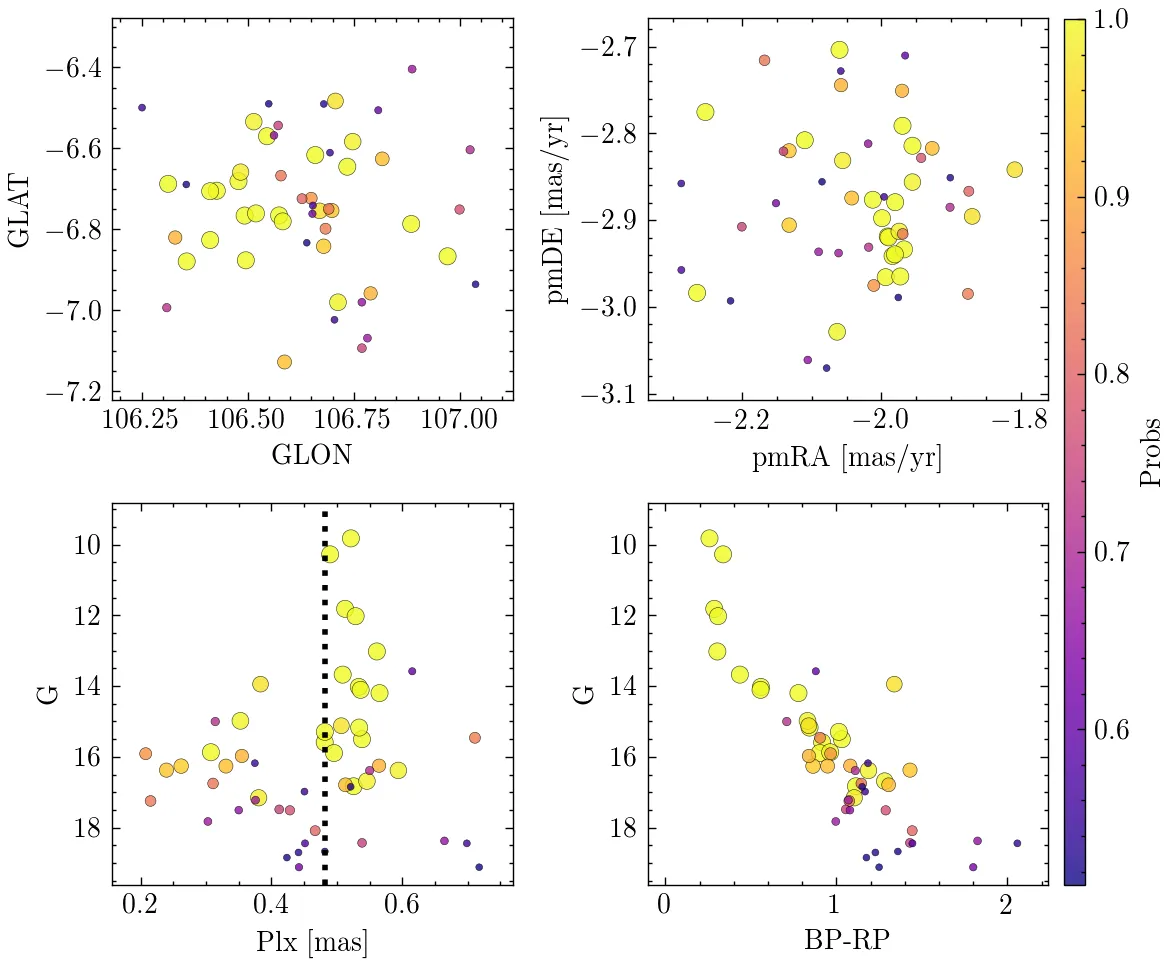 −6.4
−6.6
−6.8
−7.0
−7.2
GLAT
106.25 106.50 106.75 107.00
GLON
−2.7
−2.8
−2.9
−3.0
−3.1
pmDE [mas/yr]
−2.2 −2.0 −1.8
pmRA [mas/yr]
1.0
0.9
0.8
0.7
0.6
Probs
10
12
14
16
18
G
0.2 0.4 0.6
Plx [mas]
10
12
14
16
18
G
0 1 2
BP-RP